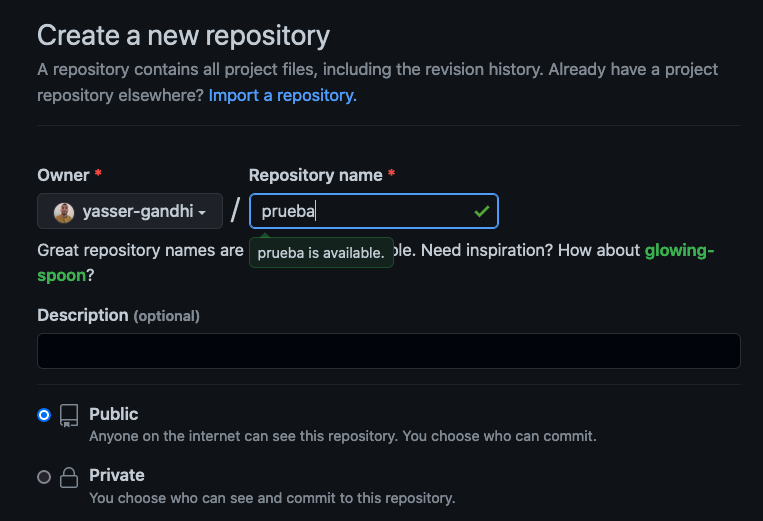 Create a new repository
A repository contains all project files, including the revision history. Already have a project
repository elsewhere? Import a repository.
Owner *
Repository name *
yasser-gandhi
/
prueba
prueba is available.
Great repository names are ble. Need inspiration? How about glowing-
spoon?
Description (optional)
Public
Anyone on the internet can see this repository. You choose who can commit.
Private
You choose who can see and commit to this repository.